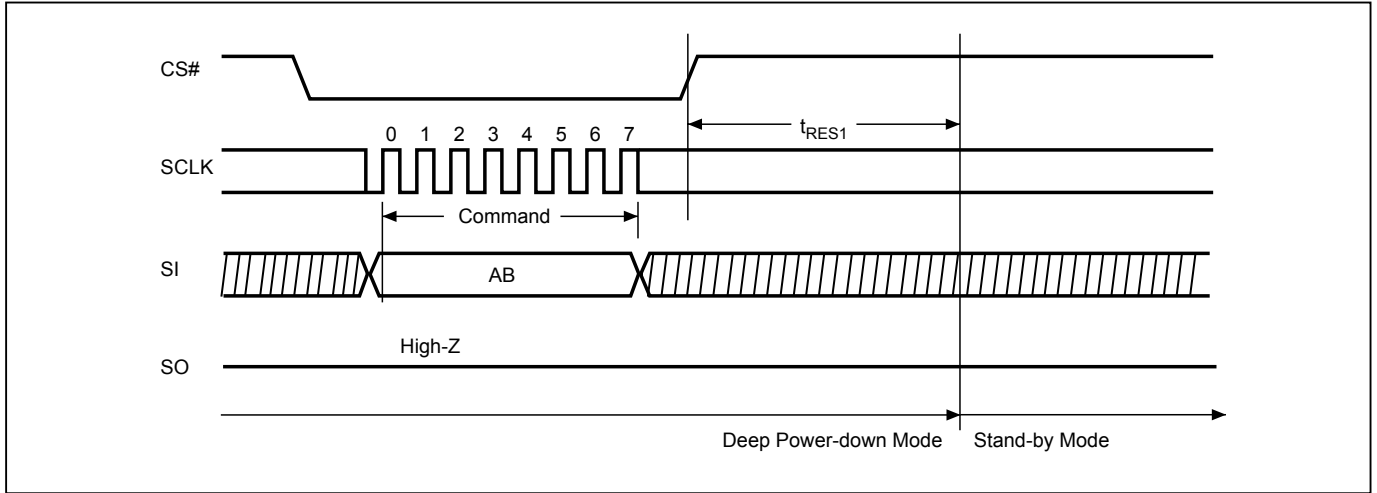 CS#
tRES1
0 1 2 3 4 5 6 7
SCLK
Command
SI
AB
High-Z
SO
Deep Power-down Mode Stand-by Mode